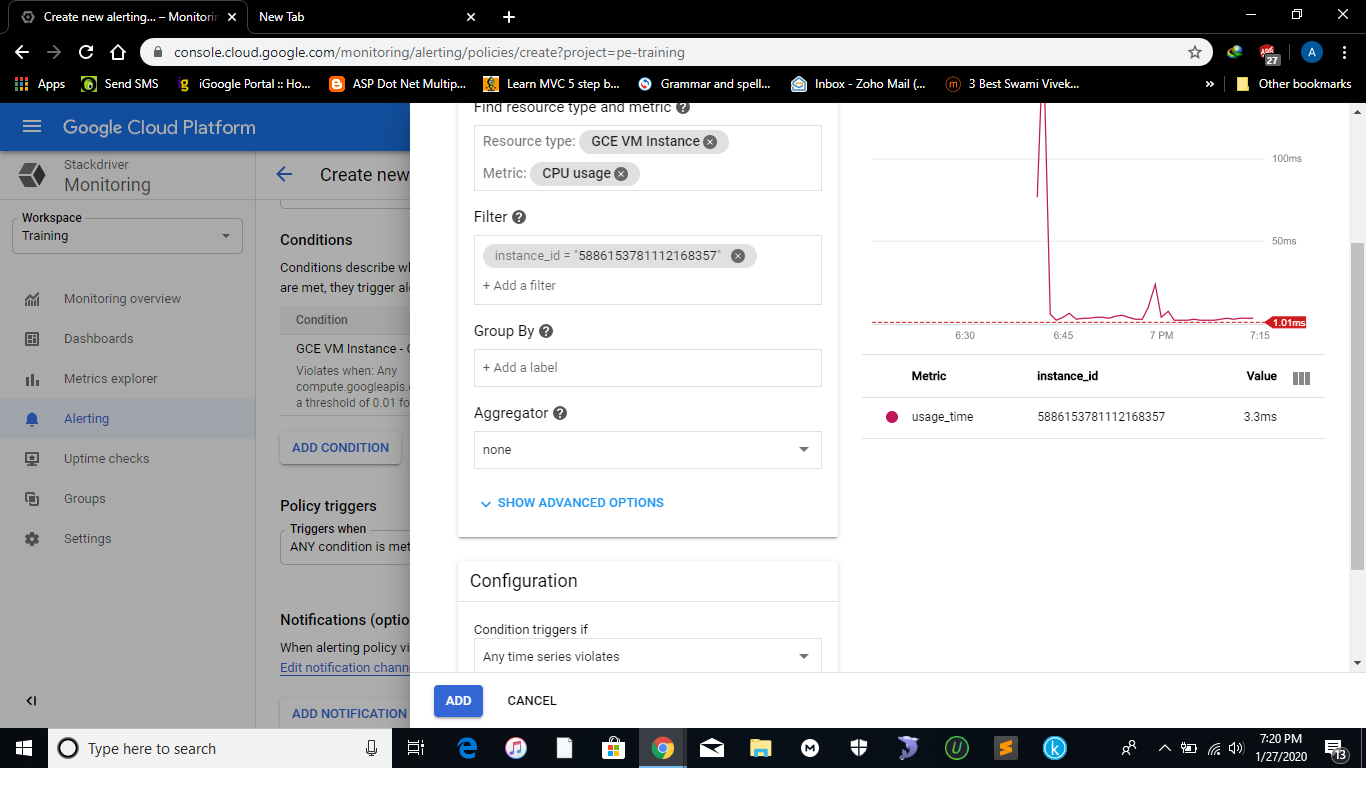 Create new alerting... – Monitorin
New Tab
console.cloud.google.com/monitoring/alerting/policies/create?project=pe-training
A
27
Apps
Send SMS
iGoogle Portal :: Ho...
ASP Dot Net Multip...
Learn MVC 5 step b...
Grammar and spell...
Inbox - Zoho Mail (...
3 Best Swami Vivek...
»
Other bookmarks
Google Cloud Platform
Stackdriver
Monitoring
Workspace
Training
Monitoring overview
Dashboards
Metrics explorer
Alerting
Uptime checks
Groups
Settings
Create new
Conditions
Conditions describe wh
are met, they trigger ale
Condition
GCE VM Instance - C
Violates when: Any
compute.googleapis.c
a threshold of 0.01 fo
ADD CONDITION
Policy triggers
Triggers when
ANY condition is met
Notifications (optio
When alerting policy vi
Edit notification chann
ADD NOTIFICATION
Find resource type and metric
Resource type: GCE VM Instance
Metric: CPU usage
Filter
instance_id = "5886153781112168357"
+ Add a filter
Group By
+ Add a label
Aggregator
none
SHOW ADVANCED OPTIONS
Configuration
Condition triggers if
Any time series violates
ADD
CANCEL
100ms
50ms
1.01ms
6:30 6:45 7 PM 7:15
Metric instance_id Value
usage_time 5886153781112168357 3.3ms
Type here to search
7:20 PM
1/27/2020
13